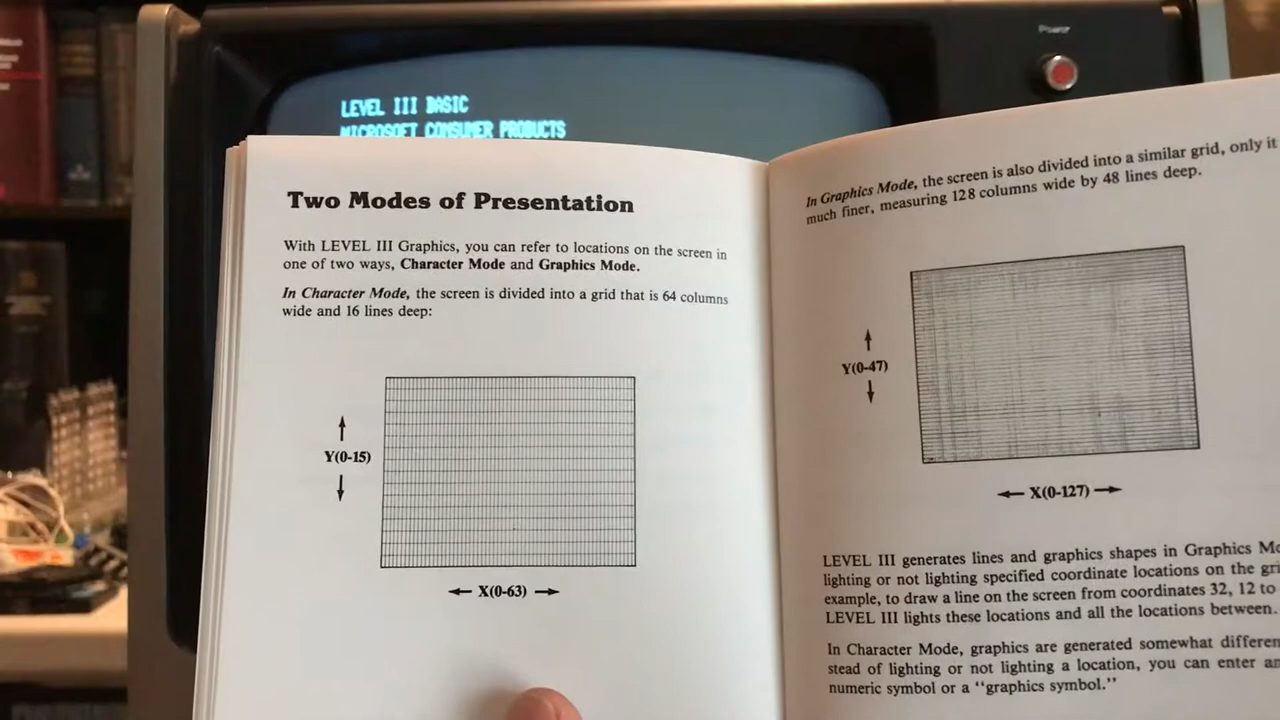 Power
LEVEL III BASIC
MICROSOFT CONSUMER PRODUCTS
Two Modes of Presentation
With LEVEL III Graphics, you can refer to locations on the screen in
one of two ways, Character Mode and Graphics Mode.
In Character Mode, the screen is divided into a grid that is 64 columns
wide and 16 lines deep:
Y(0-15)
X(0-63)
In Graphics Mode, the screen is also divided into a similar grid, only it
much finer, measuring 128 columns wide by 48 lines deep.
Y(0-47)
X(0-127)
LEVEL III generates lines and graphics shapes in Graphics
lighting or not lighting specified coordinate locations on the
example, to draw a line on the screen from coordinates 32, 12 to
LEVEL III lights these locations and all the locations between.
In Character Mode, graphics are generated somewhat
stead of lighting or not lighting a location, you can enter
numeric symbol or a “graphics symbol.”